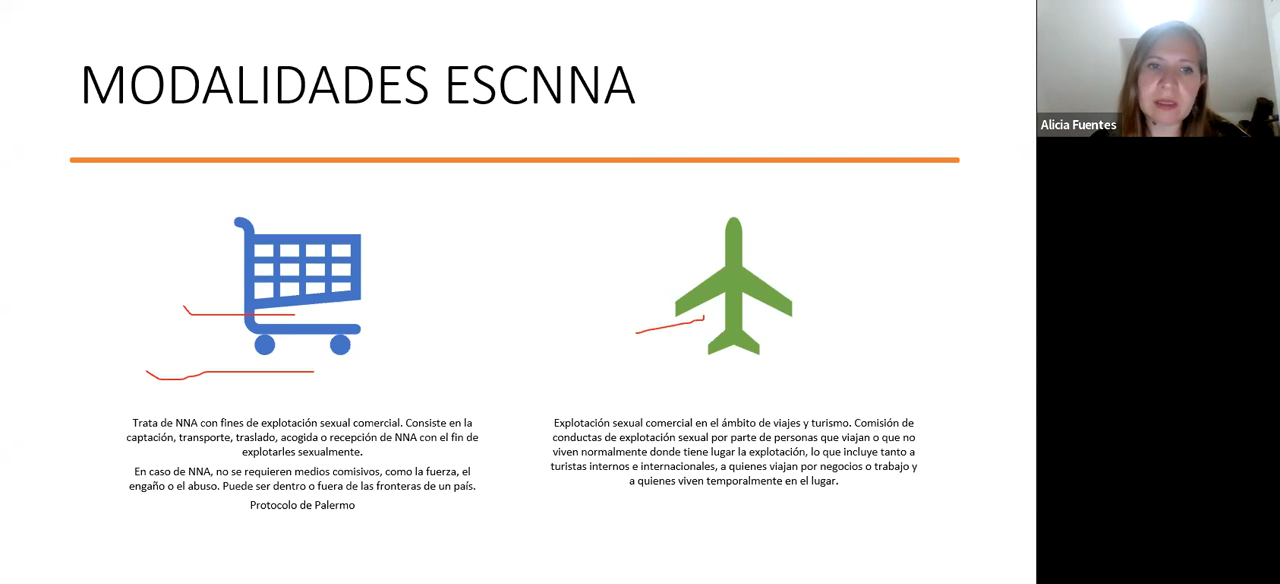 MODALIDADES ESCNNA
Alicia Fuentes
Trata de NNA con fines de explotación sexual comercial. Consiste en la
captación, transporte, traslado, acogida o recepción de NNA con el fin de
explotarles sexualmente.
En caso de NNA, no se requieren medios comisivos, como la fuerza, el
engaño o el abuso. Puede ser dentro o fuera de las fronteras de un país.
Protocolo de Palermo
Explotación sexual comercial en el ámbito de viajes y turismo. Comisión de
conductas de explotación sexual por parte de personas que viajan o que no
viven normalmente donde tiene lugar la explotación, lo que incluye tanto a
turistas internos e internacionales, a quienes viajan por negocios o trabajo y
a quienes viven temporalmente en el lugar.